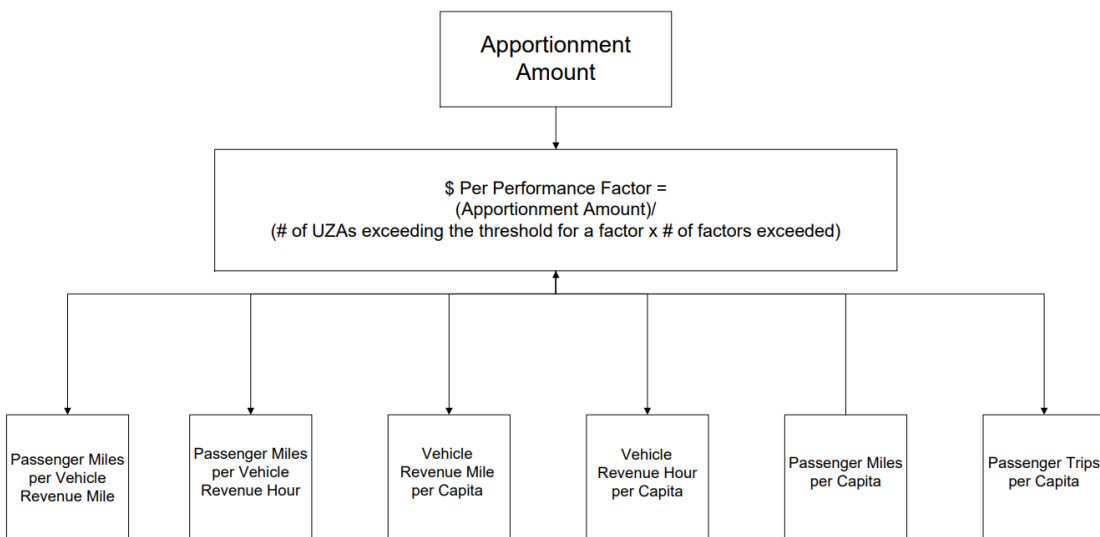 Apportionment
Amount
$ Per Performance Factor =
(Apportionment Amount)/
(# of UZAs exceeding the threshold for a factor x # of factors exceeded)
Passenger Miles
per Vehicle
Revenue Mile
Passenger Miles
per Vehicle
Revenue Hour
Vehicle
Revenue Mile
per Capita
Vehicle
Revenue Hour
per Capita
Passenger Miles
per Capita
Passenger Trips
per Capita